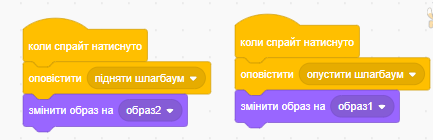 коли спрайт натиснуто
оповістити підняти шлагбаум
змінити образ на образ2
коли спрайт натиснуто
оповістити опустити шлагбаум
змінити образ на образ1